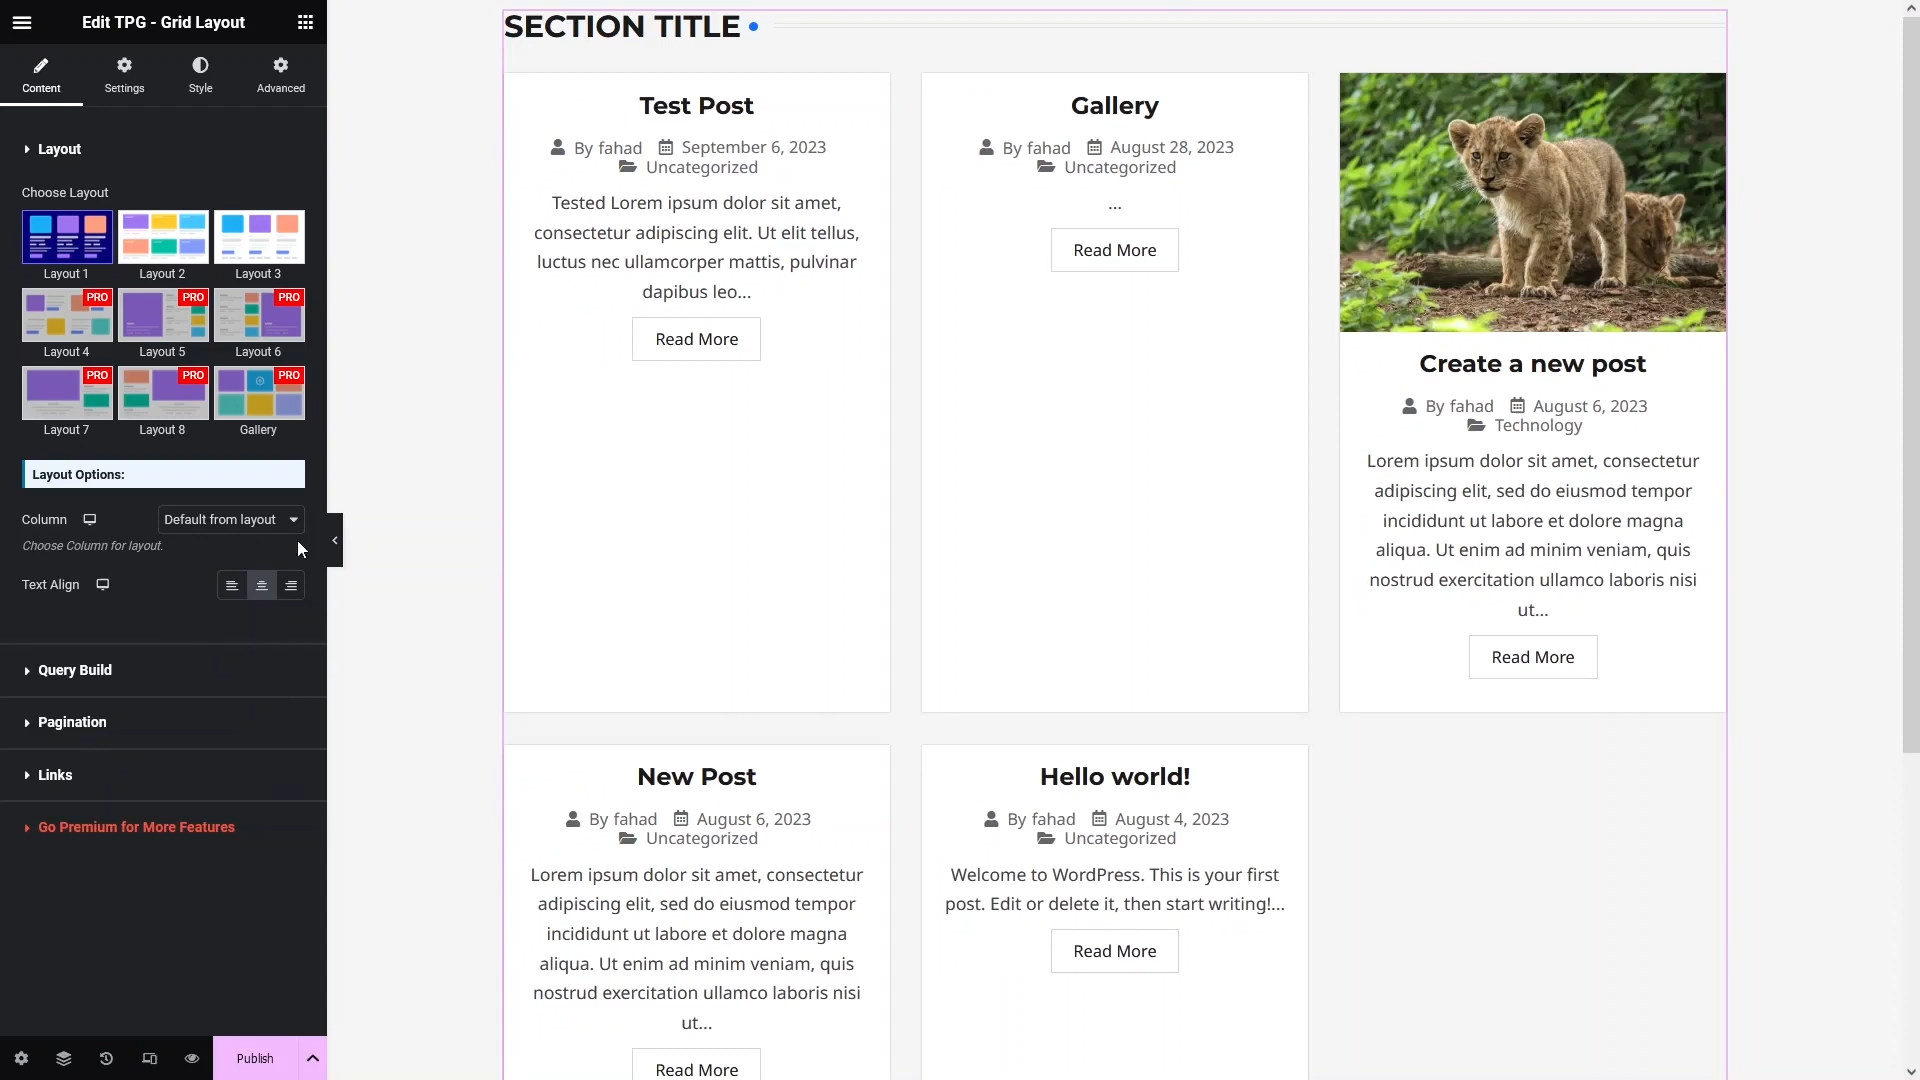 Edit TPG - Grid Layout
Content
Settings
Style
Advanced
Layout
Choose Layout
Layout 1
Layout 2
Layout 3
PRO
PRO
PRO
Layout 4
Layout 5
Layout 6
PRO
PRO
PRO
Layout 7
Layout 8
Gallery
Layout Options:
Column
Default from layout
Choose Column for layout.
Text Align
Query Build
Pagination
Links
Go Premium for More Features
Publish
SECTION TITLE
Test Post
By fahad September 6, 2023
Uncategorized
Tested Lorem ipsum dolor sit amet,
consectetur adipiscing elit. Ut elit tellus,
luctus nec ullamcorper mattis, pulvinar
dapibus leo...
Read More
Gallery
By fahad August 28, 2023
Uncategorized
...
Read More
Create a new post
By fahad August 6, 2023
Technology
Lorem ipsum dolor sit amet, consectetur
adipiscing elit, sed do eiusmod tempor
incididunt ut labore et dolore magna
aliqua. Ut enim ad minim veniam, quis
nostrud exercitation ullamco laboris nisi
ut...
Read More
New Post
By fahad August 6, 2023
Uncategorized
Lorem ipsum dolor sit amet, consectetur
adipiscing elit, sed do eiusmod tempor
incididunt ut labore et dolore magna
aliqua. Ut enim ad minim veniam, quis
nostrud exercitation ullamco laboris nisi
ut...
Read More
Hello world!
By fahad August 4, 2023
Uncategorized
Welcome to WordPress. This is your first
post. Edit or delete it, then start writing!...
Read More